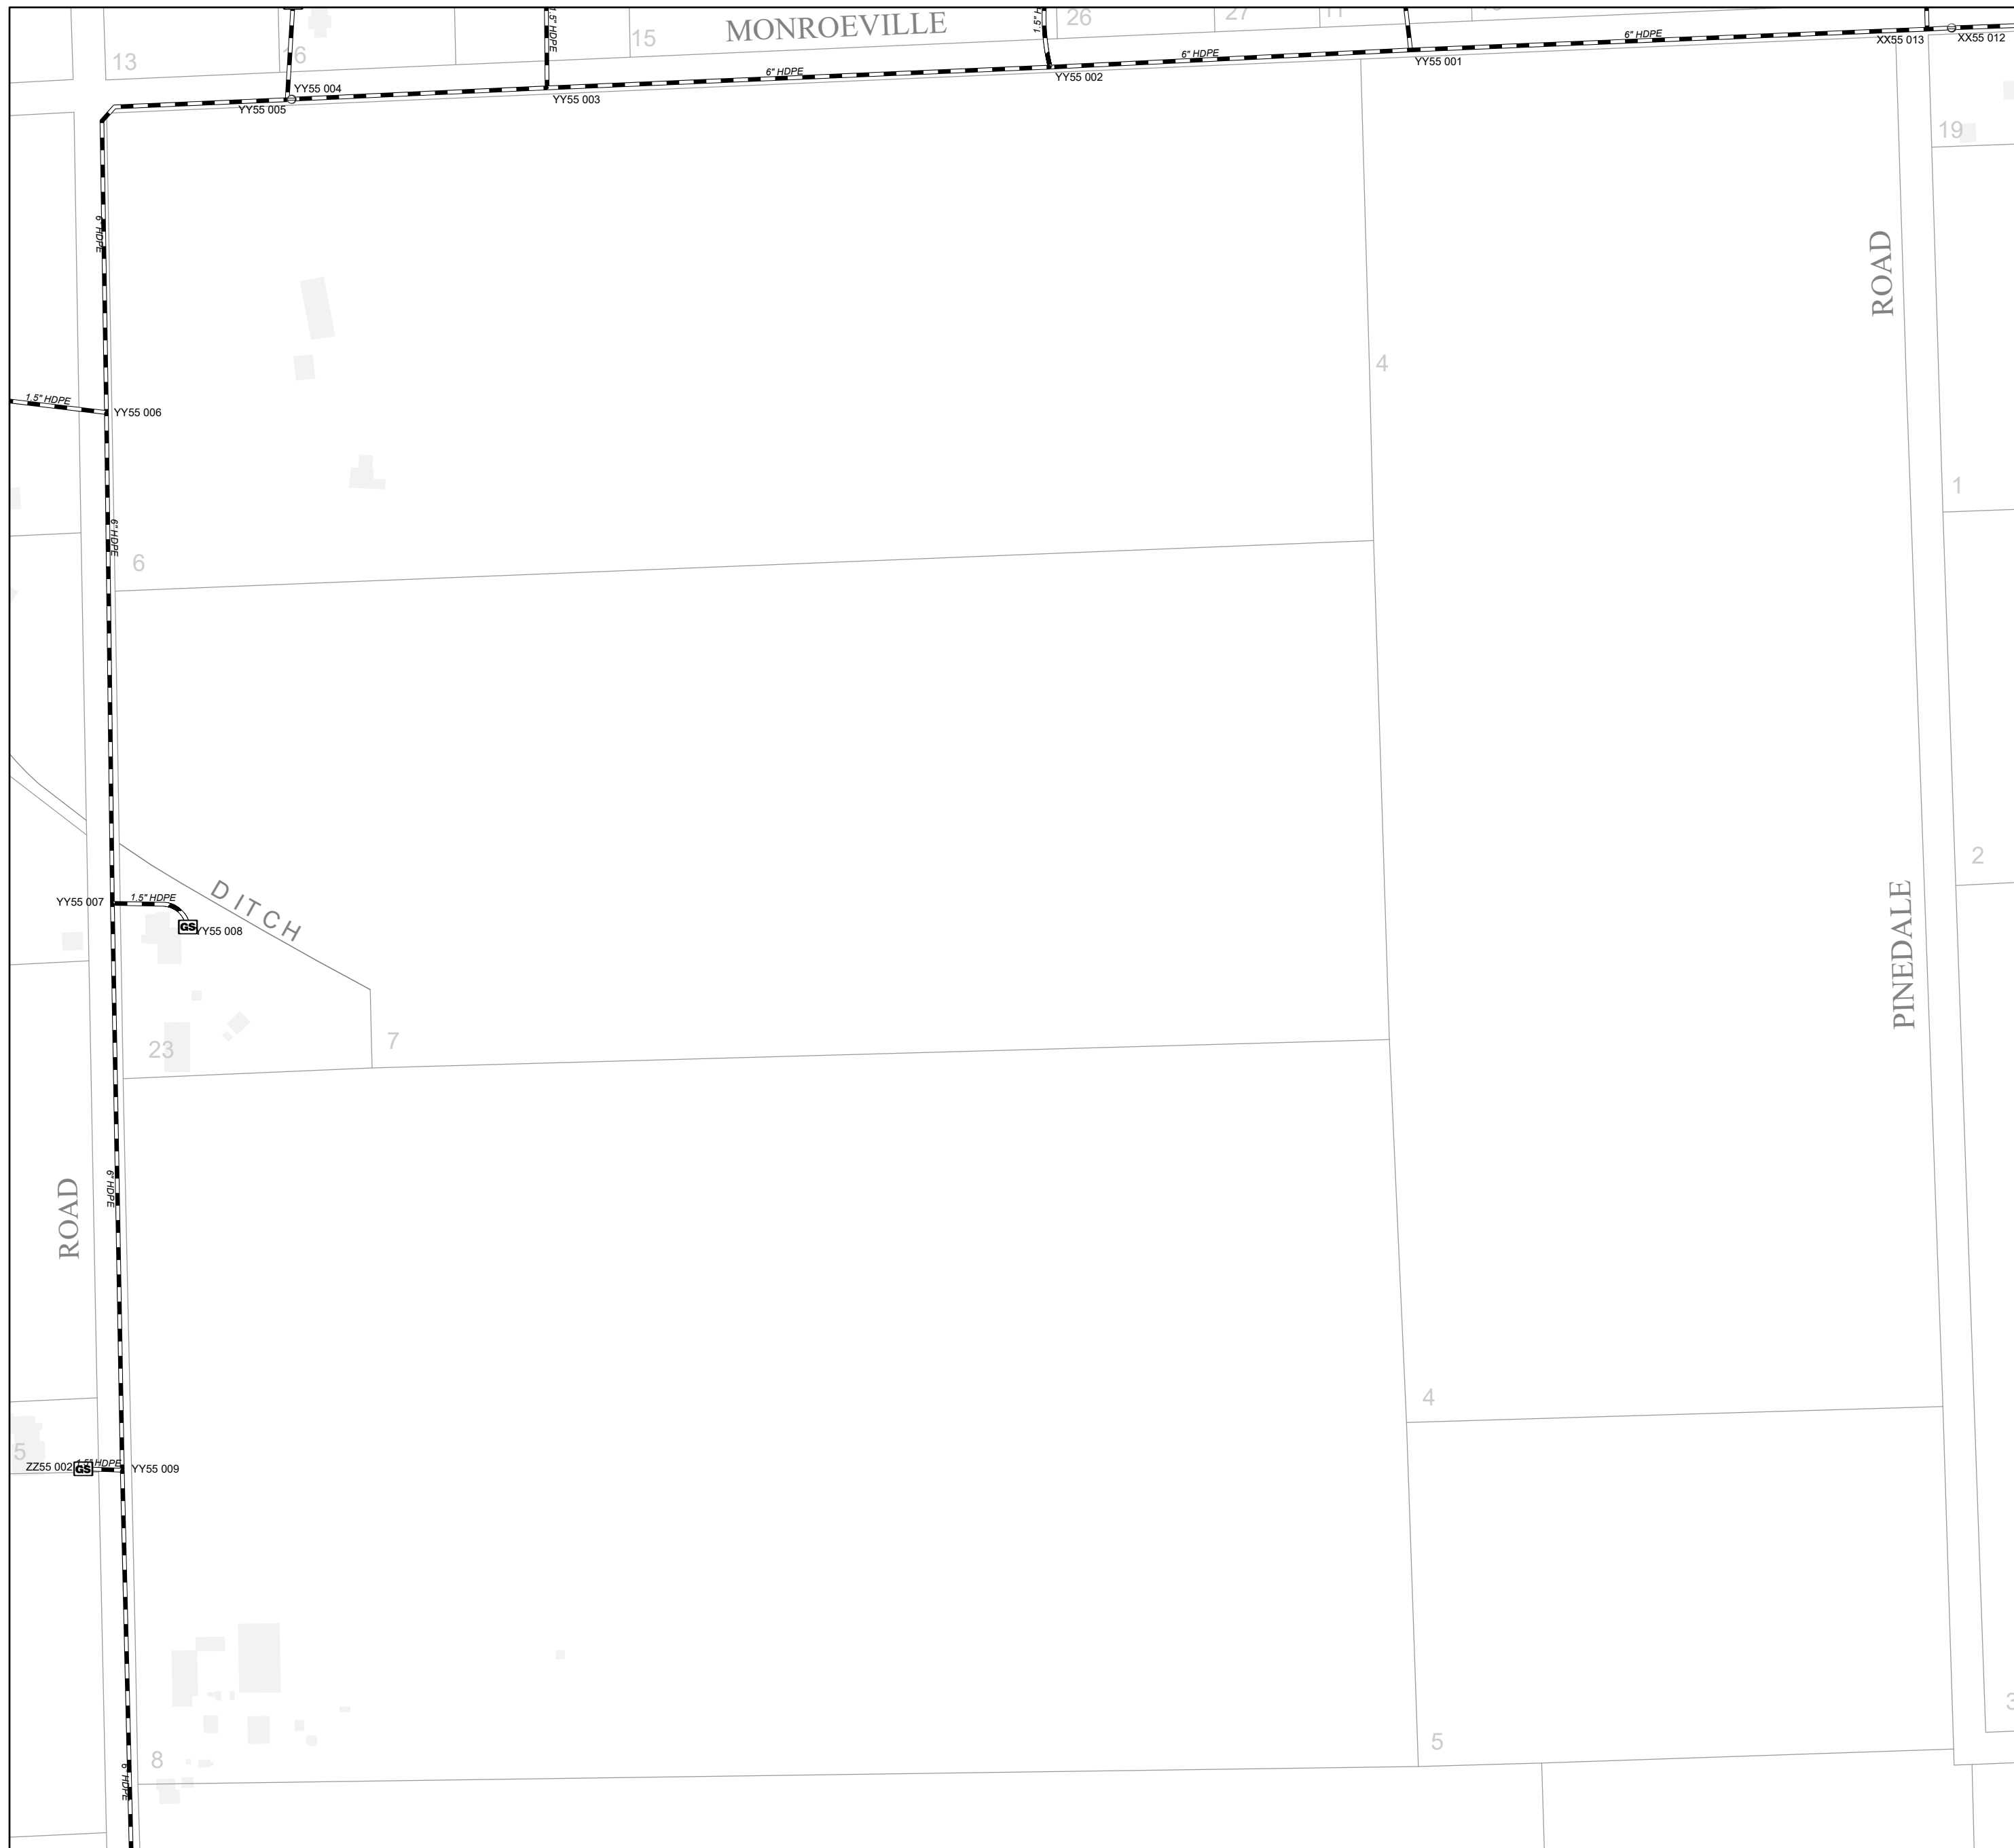 MONROEVILLE
1.5" HDPE
15
26
27
13
16
6" HDPE
6" HDPE
6" HDPE
XX55 013
XX55 012
YY55 001
YY55 002
YY55 003
YY55 004
YY55 005
19
6" HDPE
ROAD
4
1.5" HDPE
YY55 006
1
6" HDPE
6
2
DITCH
YY55 007
1.5" HDPE
GS
YY55 008
PINEDALE
23
7
6" HDPE
ROAD
4
5
ZZ55 002
GS
1.5" HDPE
YY55 009
3
5
8
6" HDPE